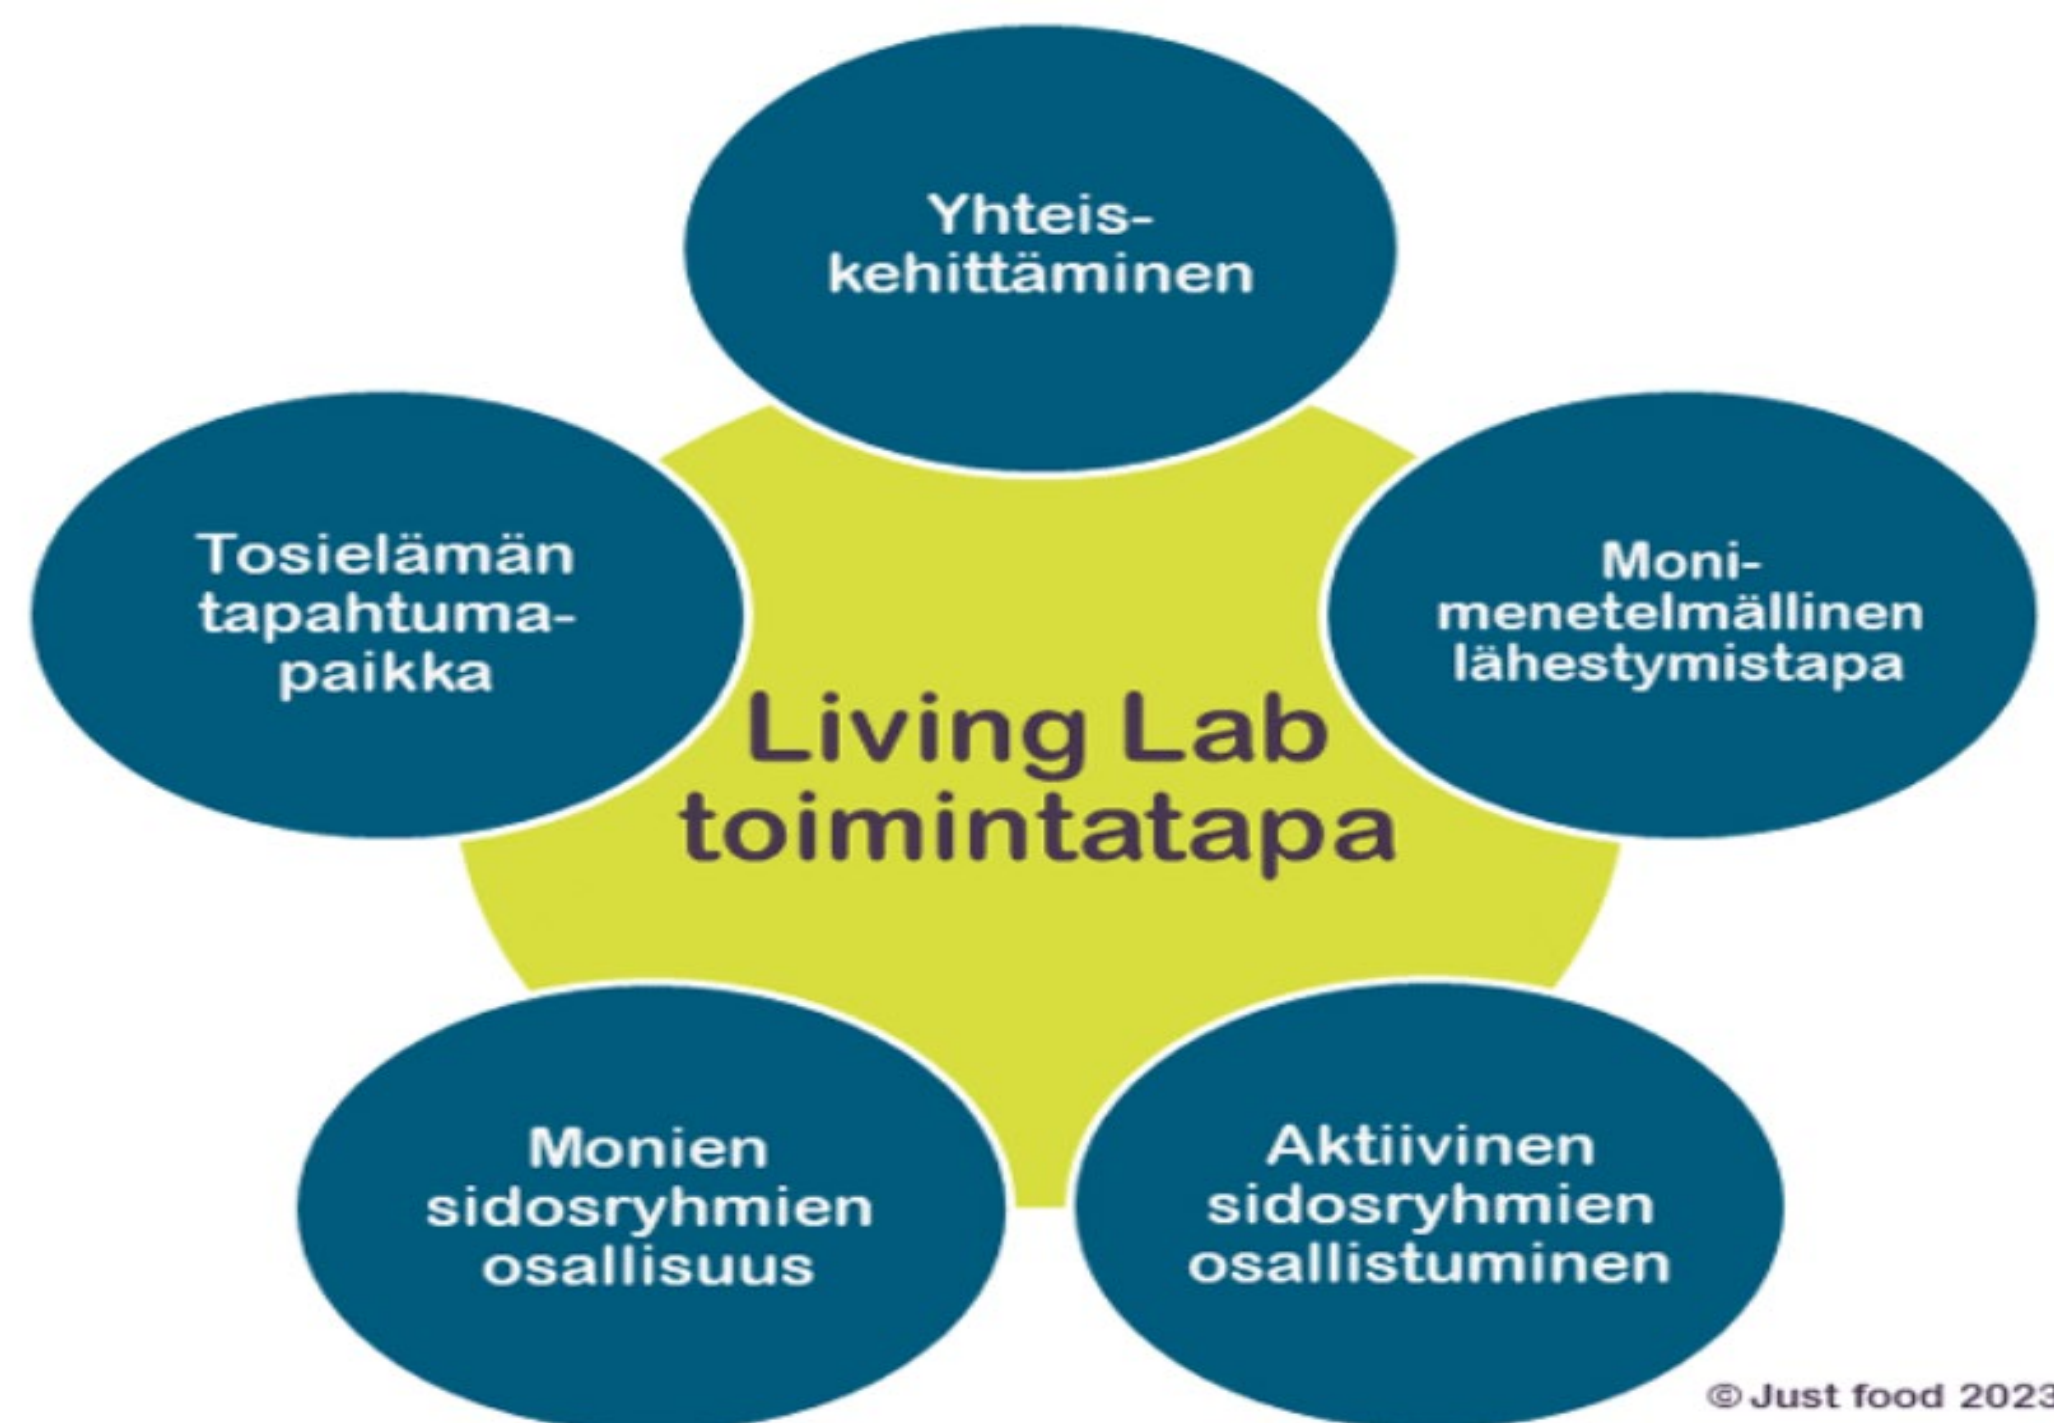 Yhteis-
kehittäminen
Tosielämän
tapahtuma-
paikka
Moni-
menetelmällinen
lähestymistapa
Living Lab
toimintatapa
Monien
sidosryhmien
osallisuus
Aktiivinen
sidosryhmien
osallistuminen
© Just food 2023